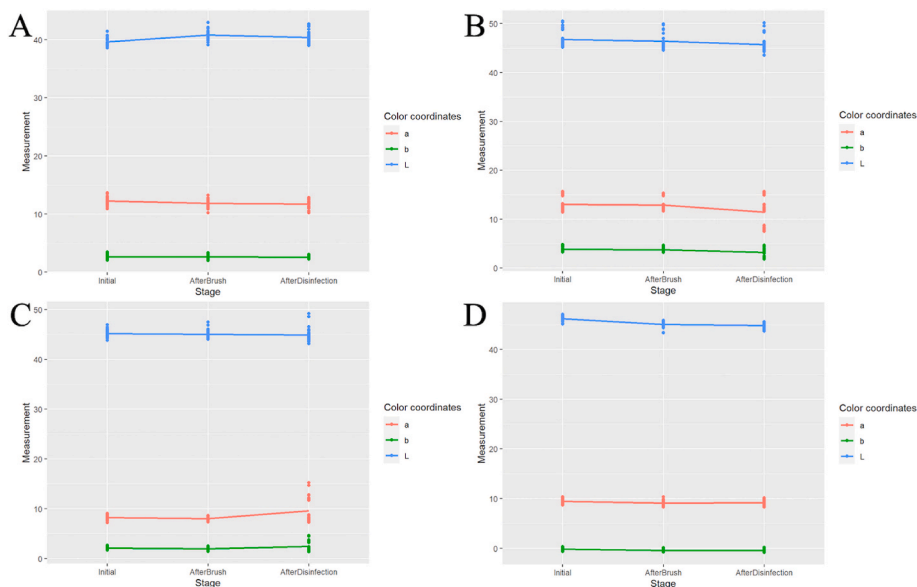 A
40
30
20
10
0
Measurement
Initial
AfterBrush
AfterDisinfection
Stage
Color coordinates
a
b
L
B
50
40
30
20
10
0
Measurement
Initial
AfterBrush
AfterDisinfection
Stage
Color coordinates
a
b
L
C
50
40
30
20
10
0
Measurement
Initial
AfterBrush
AfterDisinfection
Stage
Color coordinates
a
b
L
D
40
30
20
10
0
Measurement
Initial
AfterBrush
AfterDisinfection
Stage
Color coordinates
a
b
L